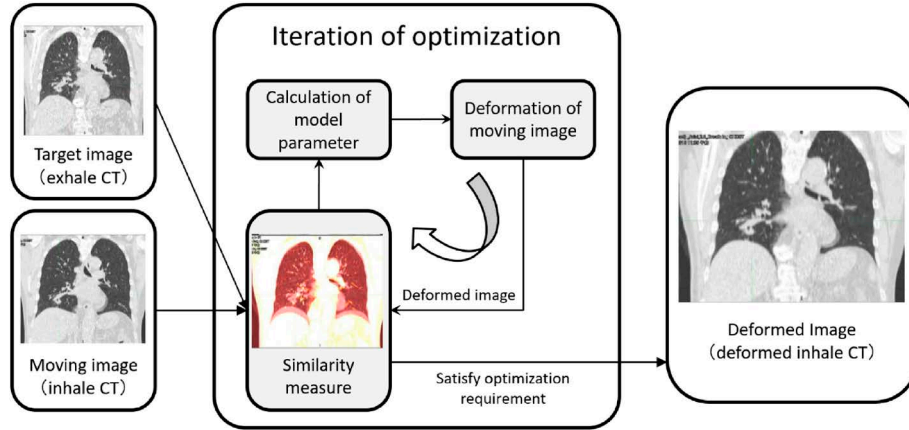 Target image
(exhale CT)
Moving image
(inhale CT)
Iteration of optimization
Calculation of
model
parameter
Deformation of
moving image
Deformed image
Similarity
measure
Satisfy optimization
requirement
Deformed Image
(deformed inhale CT)